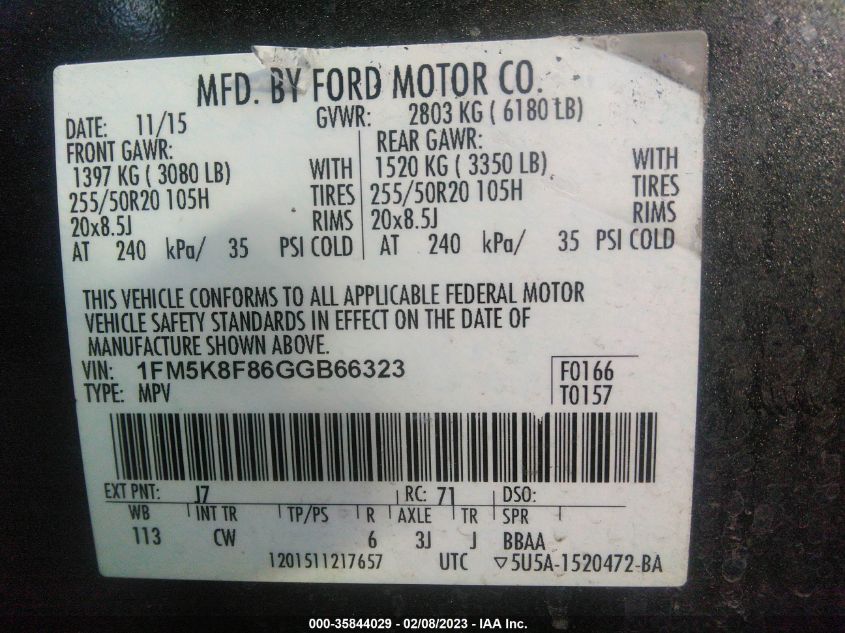 MFD. BY FORD MOTOR CO.
DATE: 11/15 GVWR: 2803 KG ( 6180 LB)
FRONT GAWR: REAR GAWR:
1397 KG ( 3080 LB) WITH 1520 KG ( 3350 LB) WITH
255/50R20 105H TIRES 255/50R20 105H TIRES
20x8.5J RIMS 20x8.5J RIMS
AT 240 kPa/ 35 PSI COLD AT 240 kPa/ 35 PSI COLD
THIS VEHICLE CONFORMS TO ALL APPLICABLE FEDERAL MOTOR
VEHICLE SAFETY STANDARDS IN EFFECT ON THE DATE OF
MANUFACTURE SHOWN ABOVE.
VIN: 1FM5K8F86GGB66323 F0166
TYPE: MPV T0157
EXT PNT: J7 RC: 71 DSO:
WB INT TR TP/PS R AXLE TR SPR
113 CW 6 3J J BBAA
1201511217657 UTC ▽5U5A-1520472-BA
000-35844029 - 02/08/2023 - IAA Inc.